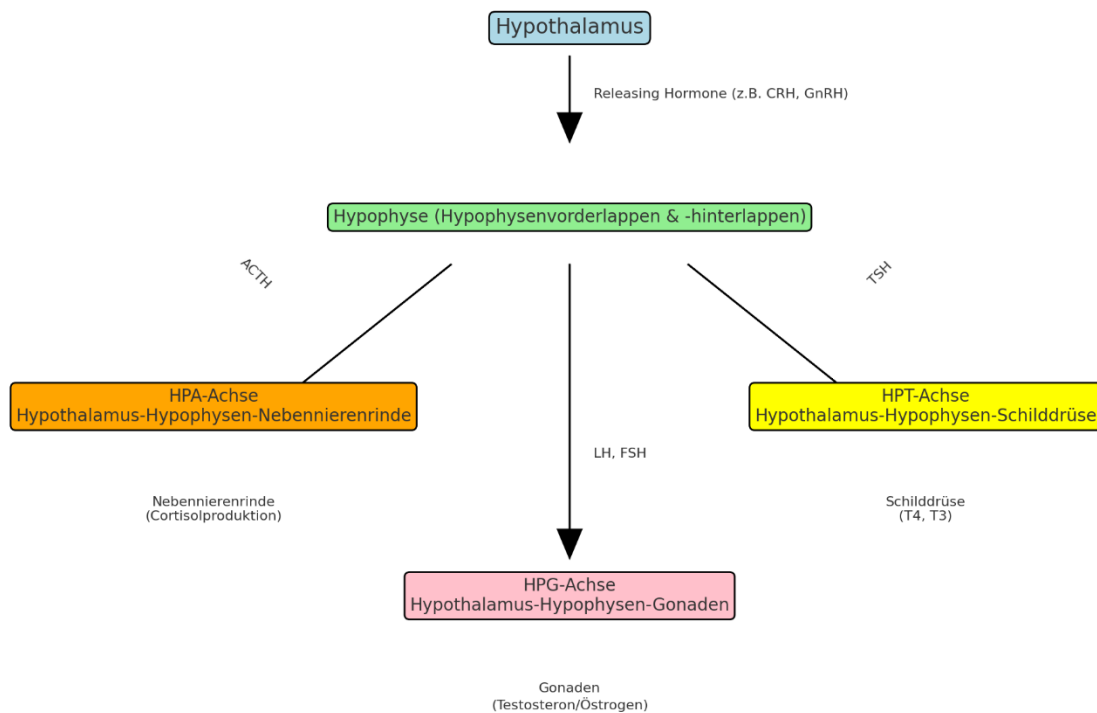 Hypothalamus
Releasing Hormone (z.B. CRH, GnRH)
Hypophyse (Hypophysenvorderlappen & -hinterlappen)
ACTH
TSH
HPA-Achse
Hypothalamus-Hypophysen-Nebennierenrinde
HPT-Achse
Hypothalamus-Hypophysen-Schilddrüse
LH, FSH
Nebennierenrinde
(Cortisolproduktion)
Schilddrüse
(T4, T3)
HPG-Achse
Hypothalamus-Hypophysen-Gonaden
Gonaden
(Testosteron/Östrogen)